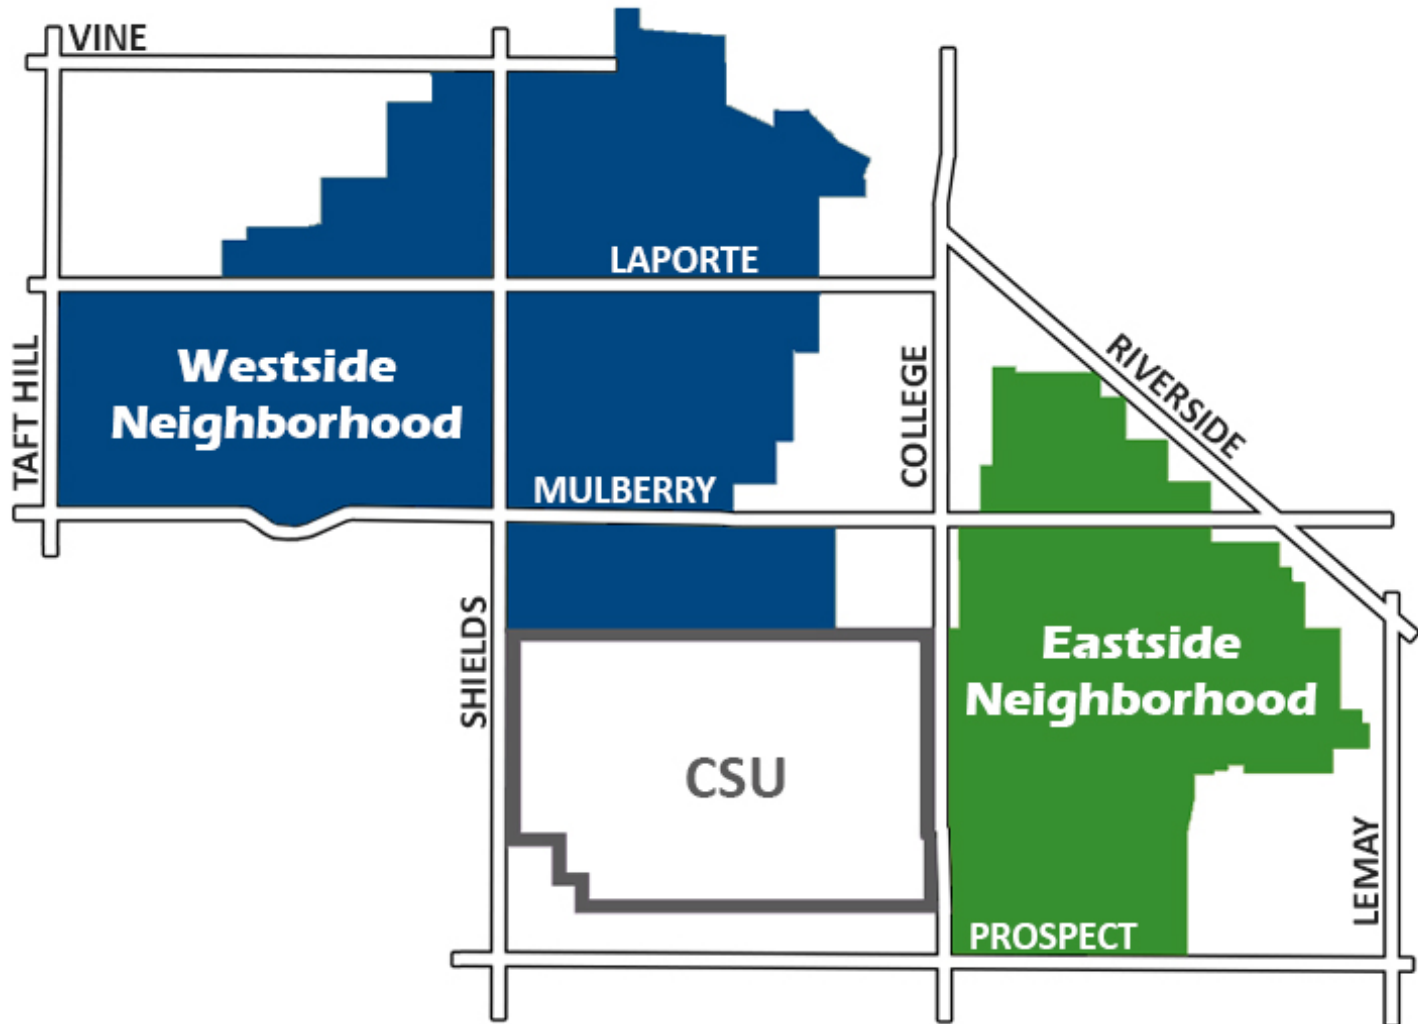 VINE
LAPORTE
TAFT HILL
Westside
Neighborhood
COLLEGE
RIVERSIDE
MULBERRY
SHIELDS
Eastside
Neighborhood
CSU
LEMAY
PROSPECT